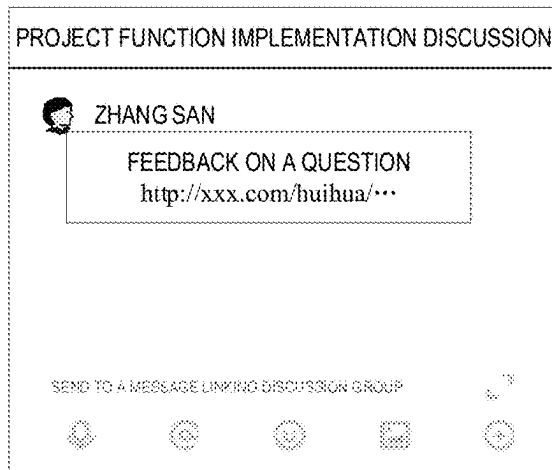 PROJECT FUNCTION IMPLEMENTATION DISCUSSION
ZHANG SAN
FEEDBACK ON A QUESTION
http://xxx.com/huihua/···
SEND TO A MESSAGE LINKING DISCUSSION GROUP